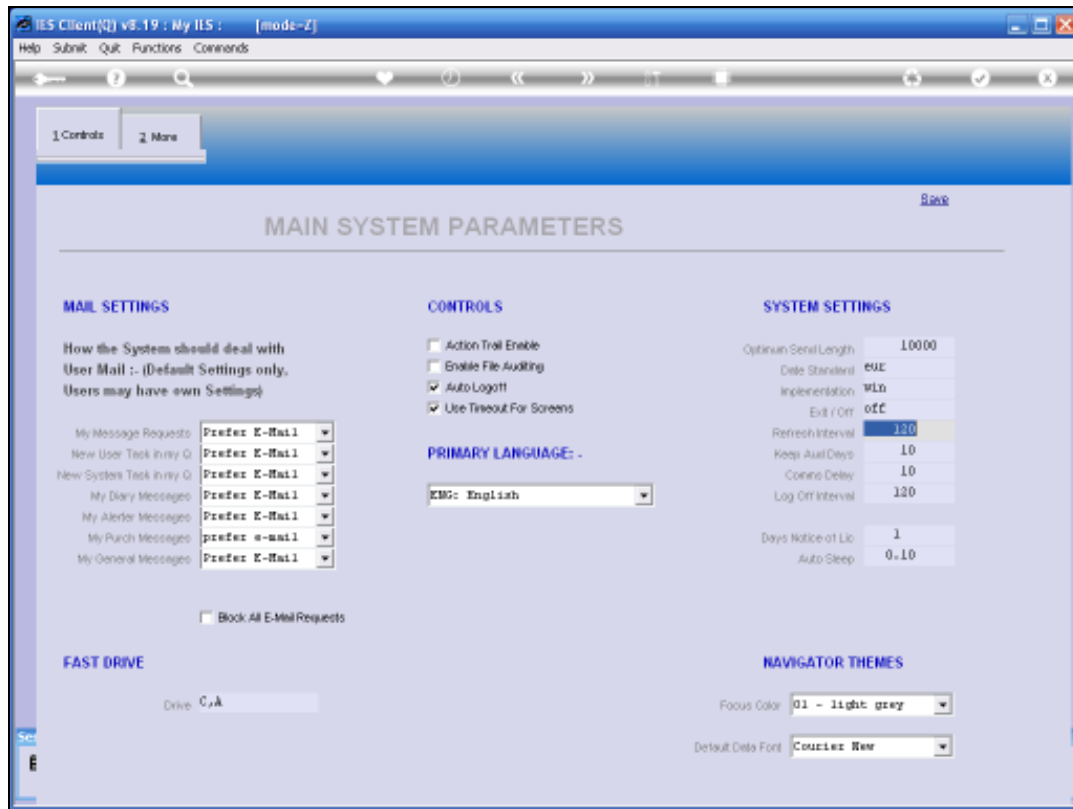 IES Client(Q) v8.19 : My IES : [mode=Z]
Help Submit Quit Functions Commands
1 Controls
2 More
Save
MAIN SYSTEM PARAMETERS
MAIL SETTINGS
How the System should deal with
User Mail :- (Default Settings only,
Users may have own Settings)
My Message Requests Prefer E-Mail
New User Task in my Q Prefer E-Mail
New System Task in my Q Prefer E-Mail
My Diary Messages Prefer E-Mail
My Alerter Messages Prefer E-Mail
My Purch Messages prefer e-mail
My General Messages Prefer E-Mail
Block All E-Mail Requests
FAST DRIVE
Drive C,A
CONTROLS
Action Trail Enable
Enable File Auditing
Auto Logoff
Use Timeout For Screens
PRIMARY LANGUAGE: -
ENG: English
SYSTEM SETTINGS
Optimum Send Length 10000
Date Standard eur
Implementation win
Exit / Off off
Refresh Interval 120
Keep Aud Days 10
Comms Delay 10
Log Off Interval 120
Days Notice of Lic 1
Auto Sleep 0.10
NAVIGATOR THEMES
Focus Color 01 - light grey
Default Data Font Courier New